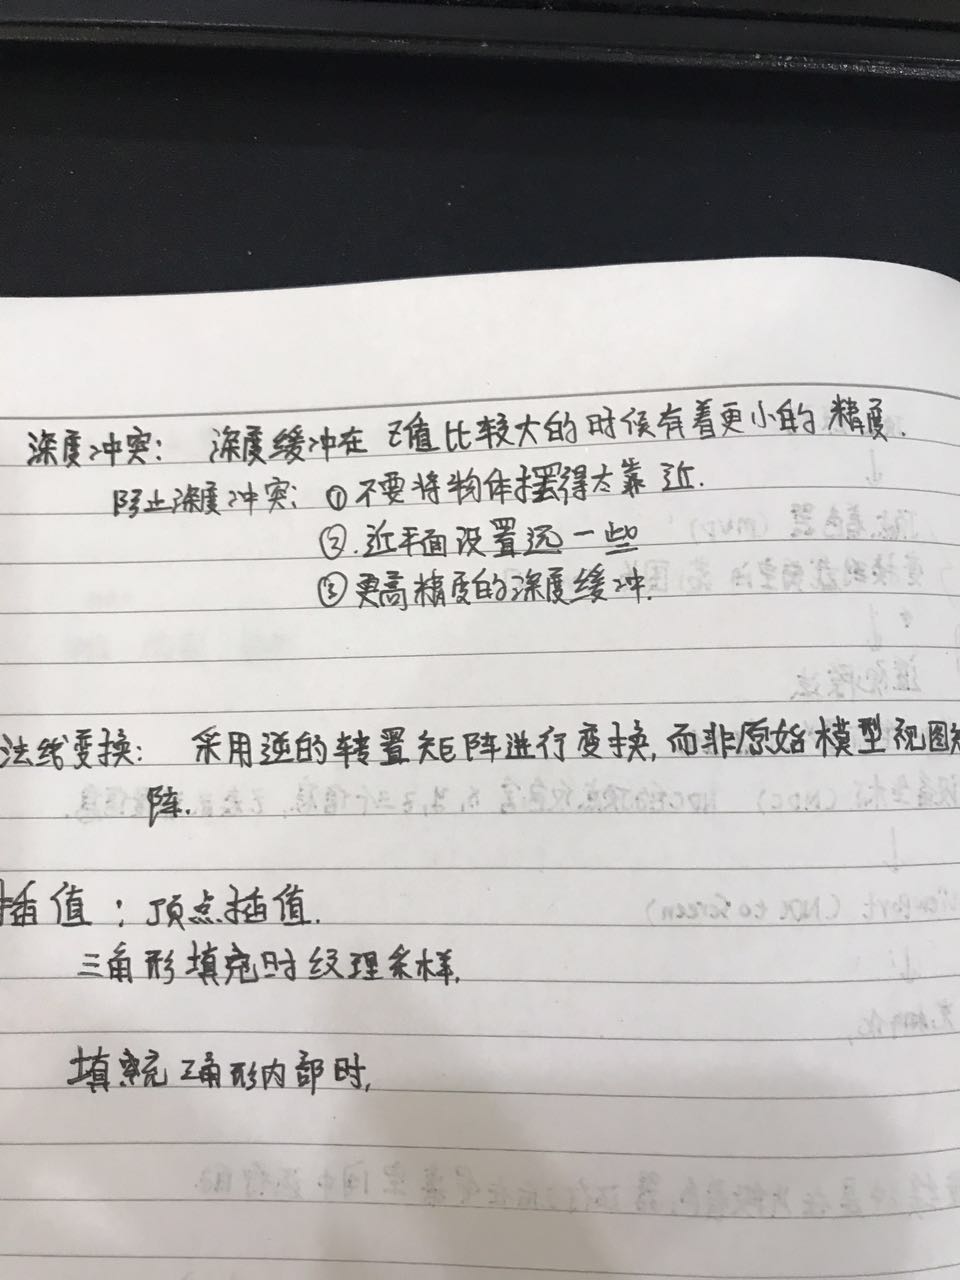 深度冲突： 深度缓冲在 Z值比较大的时候有着更小的精度.
防止深度冲突： ① 不要将物体摆得太靠近.
②. 近平面设置远一些
③ 更高精度的深度缓冲.
法线变换： 采用逆的转置矩阵进行变换, 而非原始模型视图矩
阵.
插值： 顶点插值.
三角形填充时纹理采样.
填充三角形内部时,